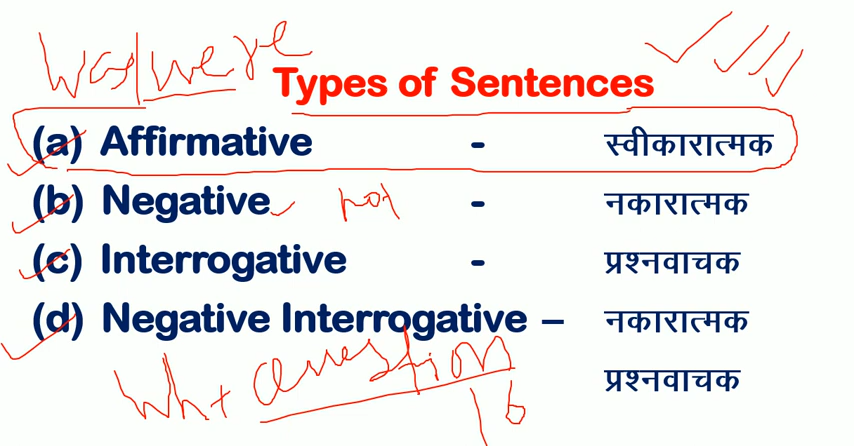 Was/were
Types of Sentences
(a) Affirmative - स्वीकारात्मक
(b) Negative not - नकारात्मक
(c) Interrogative - प्रश्नवाचक
(d) Negative Interrogative – नकारात्मक
प्रश्नवाचक
Wh+ Question
16